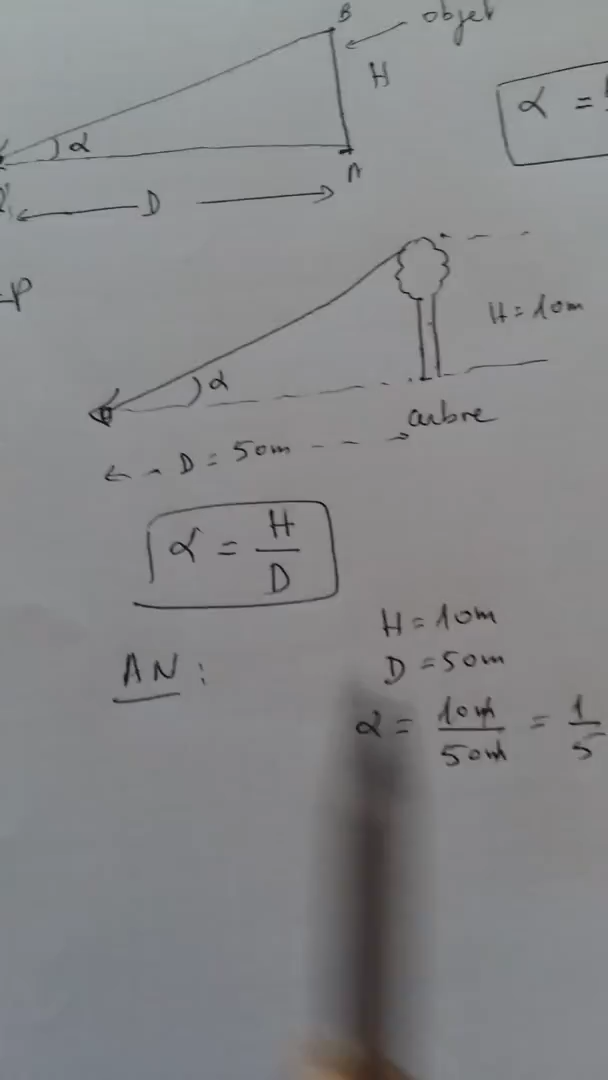 B
objet
H
α
α =
A
D
P
H = 10m
α
arbre
D = 50m
α = H/D
H = 10m
AN :
D = 50m
α = 10m/50m = 1/5